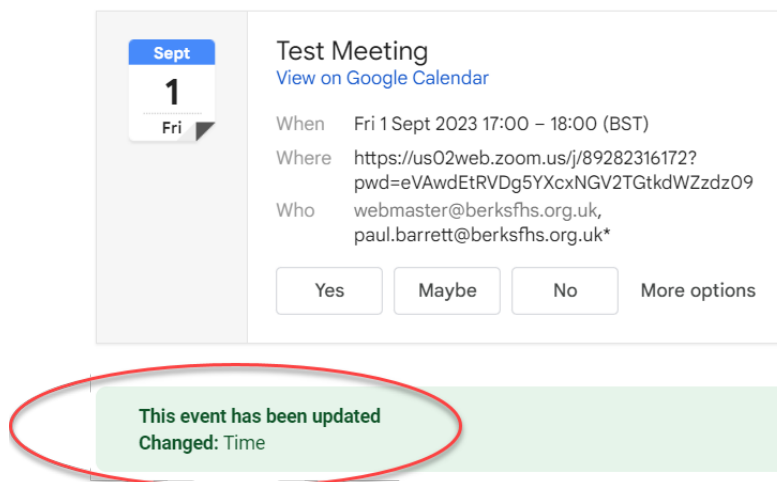 Sept
1
Fri
Test Meeting
View on Google Calendar
When Fri 1 Sept 2023 17:00 – 18:00 (BST)
Where https://us02web.zoom.us/j/89282316172?
pwd=eVAwdEtRVDg5YXcxNGV2TGtkdWZzdz09
Who webmaster@berksfhs.org.uk,
paul.barrett@berksfhs.org.uk*
Yes Maybe No More options
This event has been updated
Changed: Time